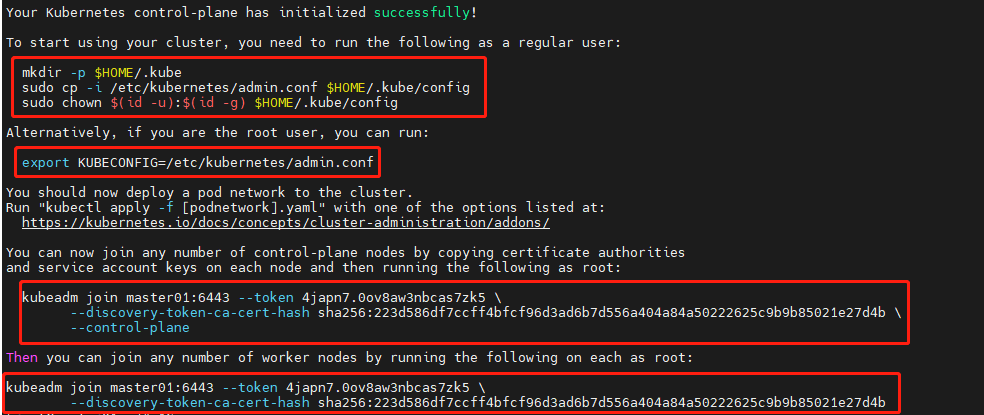 Your Kubernetes control-plane has initialized successfully!
To start using your cluster, you need to run the following as a regular user:
mkdir -p $HOME/.kube
sudo cp -i /etc/kubernetes/admin.conf $HOME/.kube/config
sudo chown $(id -u):$(id -g) $HOME/.kube/config
Alternatively, if you are the root user, you can run:
export KUBECONFIG=/etc/kubernetes/admin.conf
You should now deploy a pod network to the cluster.
Run "kubectl apply -f [podnetwork].yaml" with one of the options listed at:
https://kubernetes.io/docs/concepts/cluster-administration/addons/
You can now join any number of control-plane nodes by copying certificate authorities
and service account keys on each node and then running the following as root:
kubeadm join master01:6443 --token 4japn7.0ov8aw3nbcas7zk5 \
--discovery-token-ca-cert-hash sha256:223d586df7ccff4bfcf96d3ad6b7d556a404a84a50222625c9b9b85021e27d4b \
--control-plane
Then you can join any number of worker nodes by running the following on each as root:
kubeadm join master01:6443 --token 4japn7.0ov8aw3nbcas7zk5 \
--discovery-token-ca-cert-hash sha256:223d586df7ccff4bfcf96d3ad6b7d556a404a84a50222625c9b9b85021e27d4b